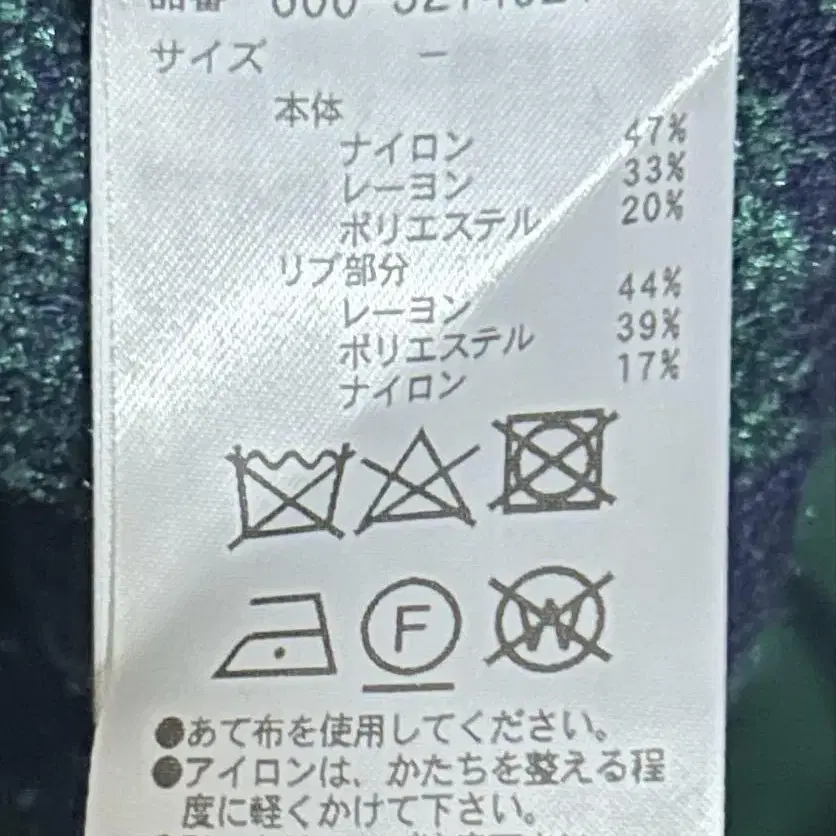 サイズ ー
本体
ナイロン 47%
レーヨン 33%
ポリエステル 20%
リブ部分
レーヨン 44%
ポリエステル 39%
ナイロン 17%
F
W
●あて布を使用してください。
●アイロンは、かたちを整える程
度に軽くかけて下さい。